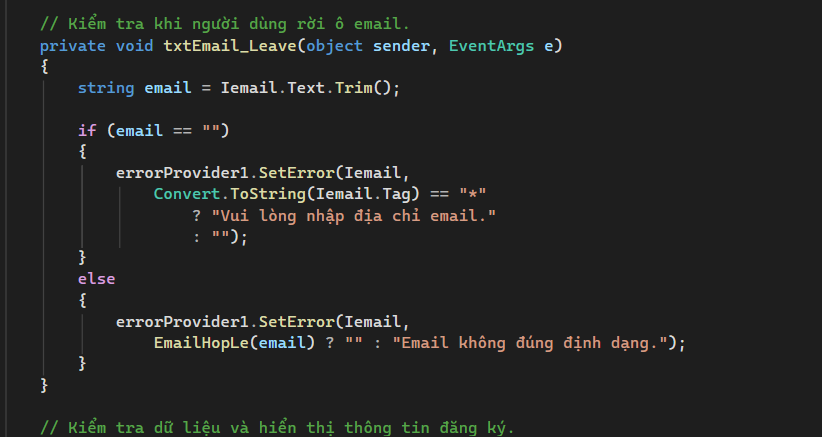 // Kiểm tra khi người dùng rời ô email.
private void txtEmail_Leave(object sender, EventArgs e)
{
string email = Iemail.Text.Trim();
if (email == "")
{
errorProvider1.SetError(Iemail,
Convert.ToString(Iemail.Tag) == "*"
? "Vui lòng nhập địa chỉ email."
: "");
}
else
{
errorProvider1.SetError(Iemail,
EmailHopLe(email) ? "" : "Email không đúng định dạng.");
}
}
// Kiểm tra dữ liệu và hiển thị thông tin đăng ký.